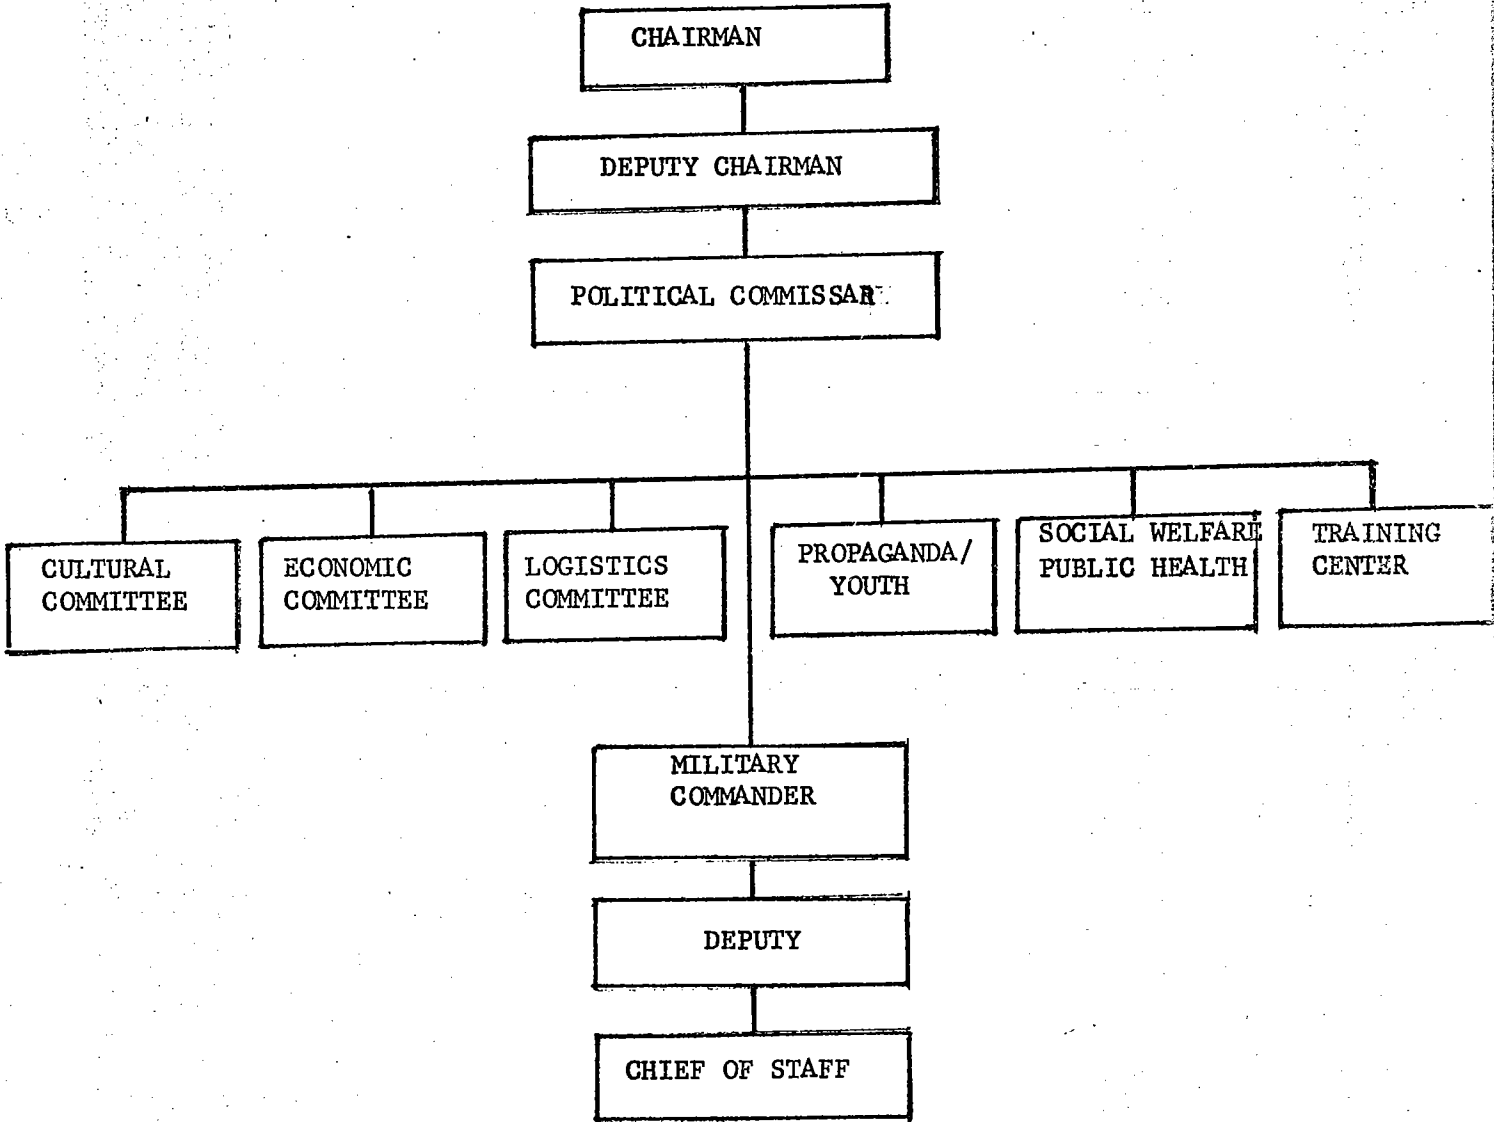 CHAIRMAN
DEPUTY CHAIRMAN
POLITICAL COMMISSAR
CULTURAL
COMMITTEE
ECONOMIC
COMMITTEE
LOGISTICS
COMMITTEE
PROPAGANDA/
YOUTH
SOCIAL WELFARE
PUBLIC HEALTH
TRAINING
CENTER
MILITARY
COMMANDER
DEPUTY
CHIEF OF STAFF